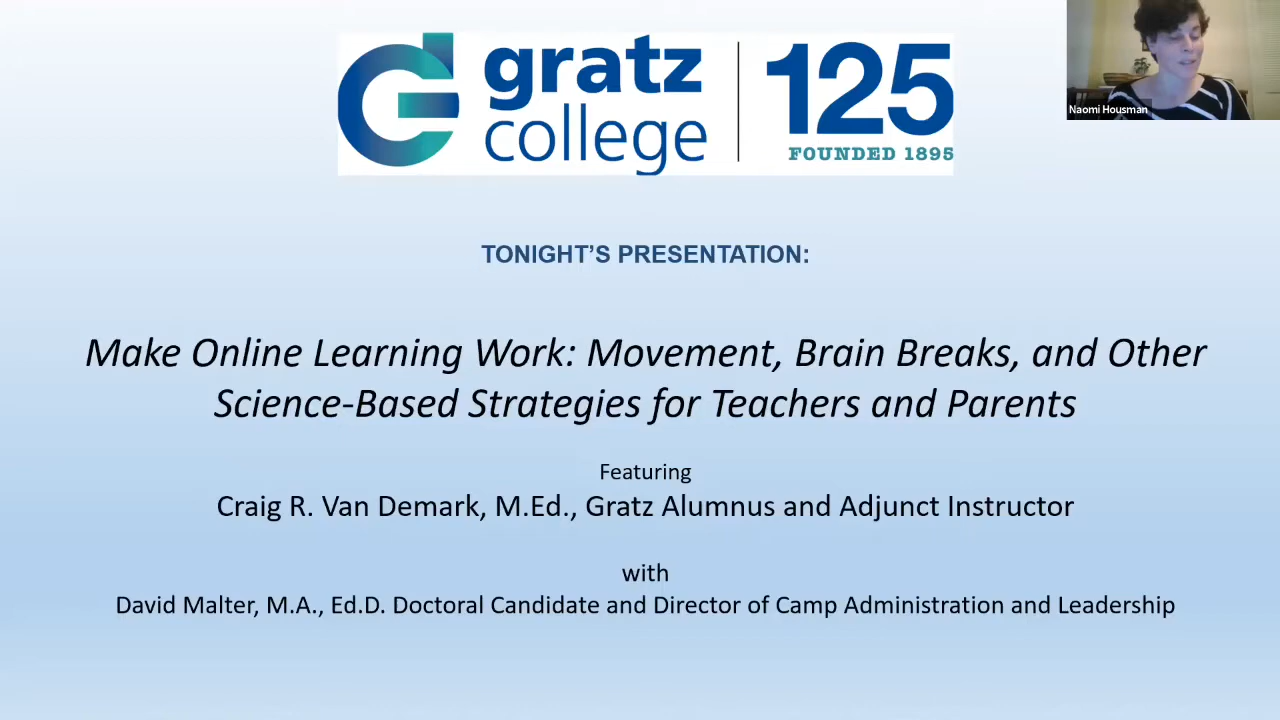 gratz
college
125
FOUNDED 1895
Naomi Housman
TONIGHT'S PRESENTATION:
Make Online Learning Work: Movement, Brain Breaks, and Other
Science-Based Strategies for Teachers and Parents
Featuring
Craig R. Van Demark, M.Ed., Gratz Alumnus and Adjunct Instructor
with
David Malter, M.A., Ed.D. Doctoral Candidate and Director of Camp Administration and Leadership